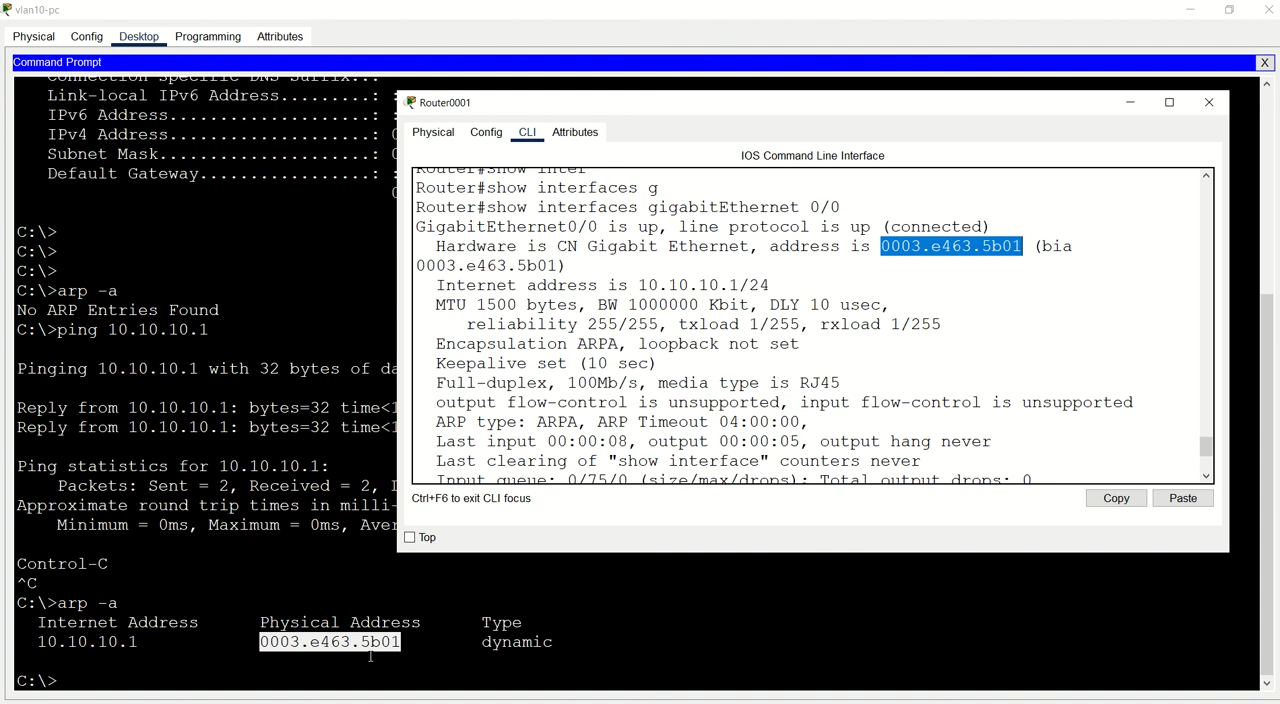 vlan10-pc
Physical Config Desktop Programming Attributes
Command Prompt X
Connection-specific DNS Suffix..:
Link-local IPv6 Address.........:
IPv6 Address....................:
IPv4 Address....................:
Subnet Mask.....................:
Default Gateway.................:
C:\>
C:\>
C:\>
C:\>arp -a
No ARP Entries Found
C:\>ping 10.10.10.1
Pinging 10.10.10.1 with 32 bytes of
Reply from 10.10.10.1: bytes=32 time<1
Reply from 10.10.10.1: bytes=32 time<1
Ping statistics for 10.10.10.1:
Packets: Sent = 2, Received = 2,
Approximate round trip times in milli-
Minimum = 0ms, Maximum = 0ms, Aver
Control-C
^C
C:\>arp -a
Internet Address Physical Address Type
10.10.10.1 0003.e463.5b01 dynamic
C:\>
Router0001
Physical Config CLI Attributes
IOS Command Line Interface
Router#show inter
Router#show interfaces g
Router#show interfaces gigabitEthernet 0/0
GigabitEthernet0/0 is up, line protocol is up (connected)
Hardware is CN Gigabit Ethernet, address is 0003.e463.5b01 (bia
0003.e463.5b01)
Internet address is 10.10.10.1/24
MTU 1500 bytes, BW 1000000 Kbit, DLY 10 usec,
reliability 255/255, txload 1/255, rxload 1/255
Encapsulation ARPA, loopback not set
Keepalive set (10 sec)
Full-duplex, 100Mb/s, media type is RJ45
output flow-control is unsupported, input flow-control is unsupported
ARP type: ARPA, ARP Timeout 04:00:00,
Last input 00:00:08, output 00:00:05, output hang never
Last clearing of "show interface" counters never
Input queue: 0/75/0 (size/max/drops); Total output drops: 0
Ctrl+F6 to exit CLI focus
Copy Paste
Top